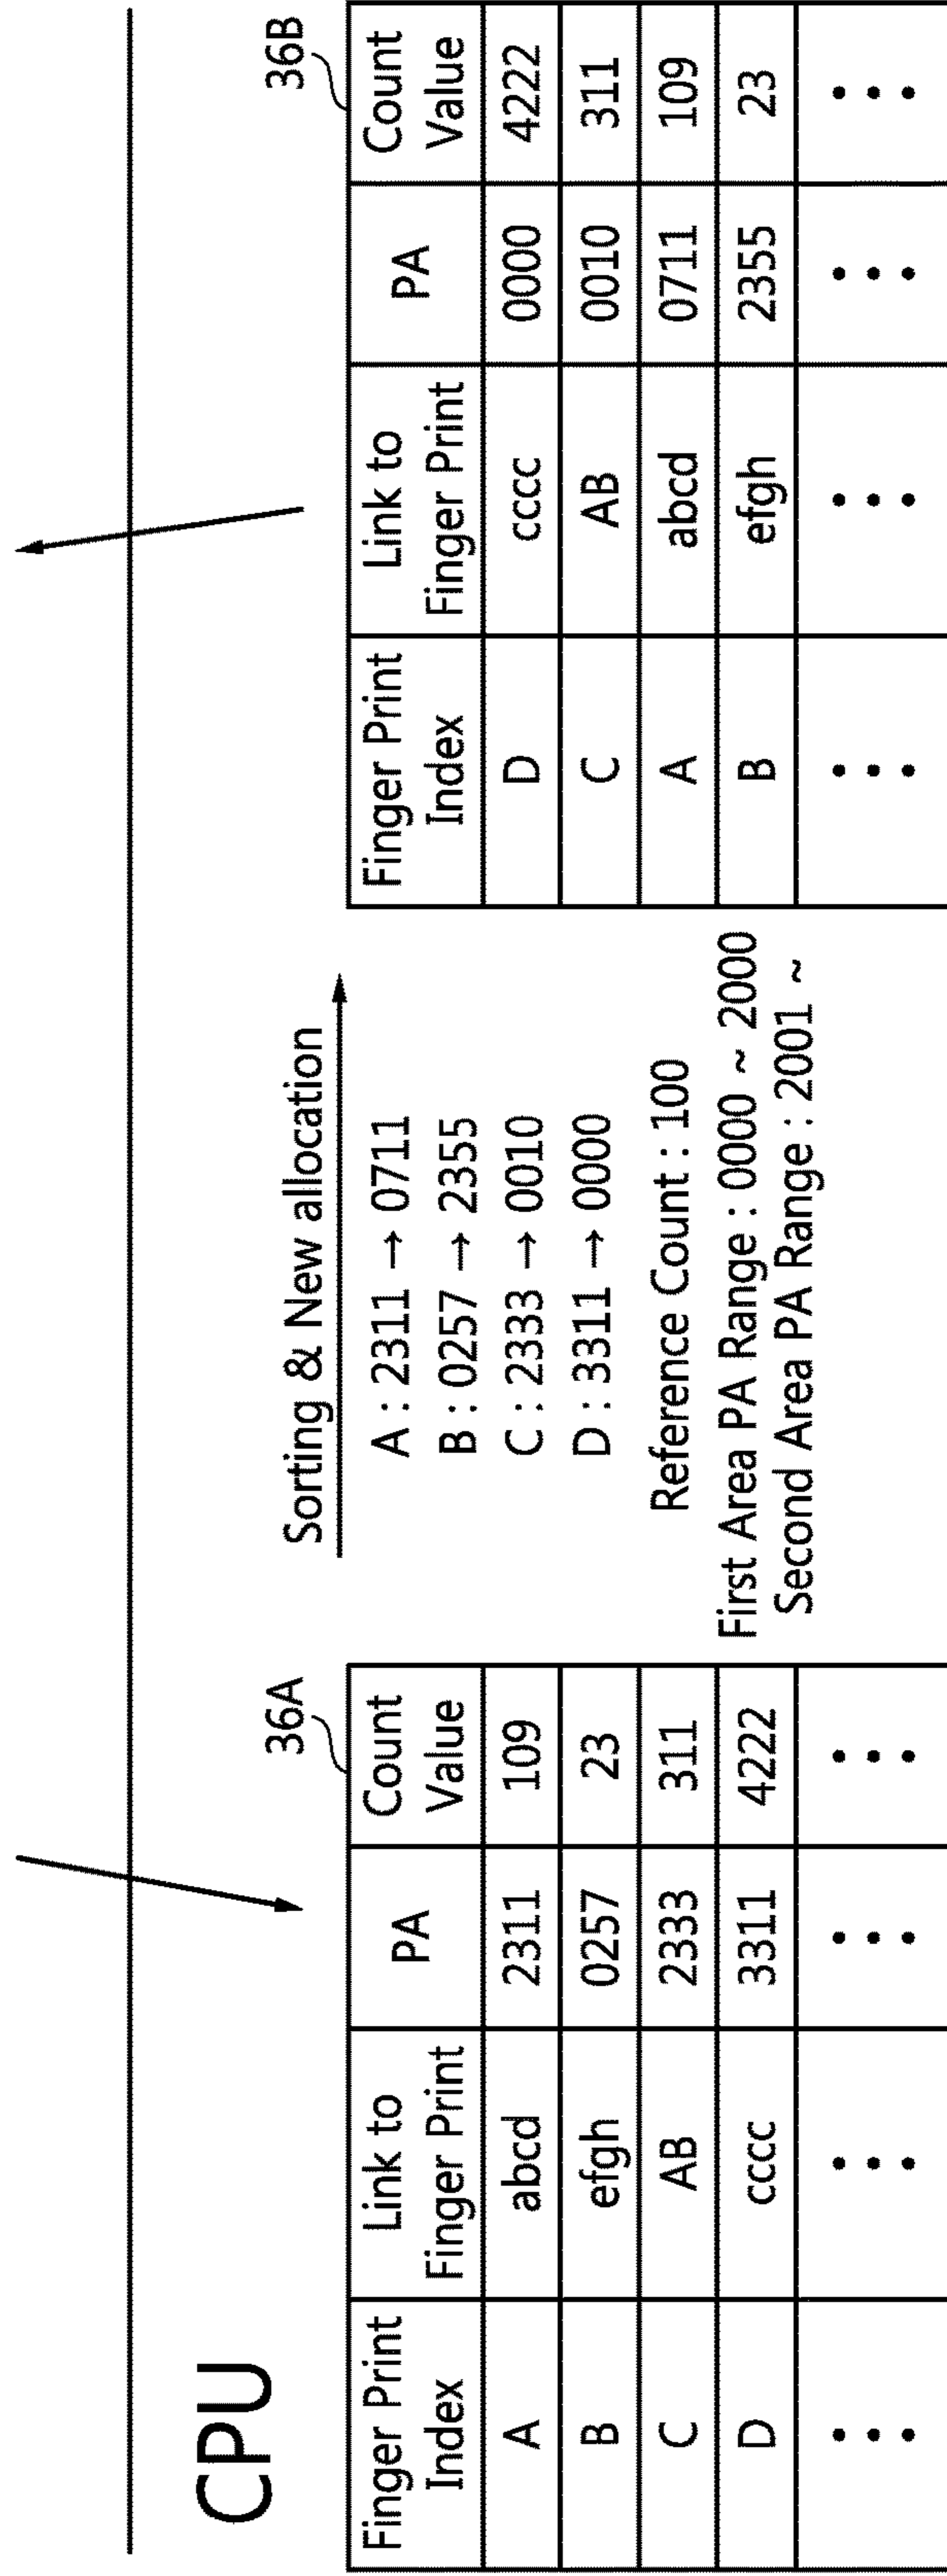 CPU
36A
Finger Print Index | Link to Finger Print | PA | Count Value
A | abcd | 2311 | 109
B | efgh | 0257 | 23
C | AB | 2333 | 311
D | cccc | 3311 | 4222
⋮ | ⋮ | ⋮ | ⋮
Sorting & New allocation
A : 2311 → 0711
B : 0257 → 2355
C : 2333 → 0010
D : 3311 → 0000
Reference Count : 100
First Area PA Range : 0000 ~ 2000
Second Area PA Range : 2001 ~
36B
Finger Print Index | Link to Finger Print | PA | Count Value
D | cccc | 0000 | 4222
C | AB | 0010 | 311
A | abcd | 0711 | 109
B | efgh | 2355 | 23
⋮ | ⋮ | ⋮ | ⋮